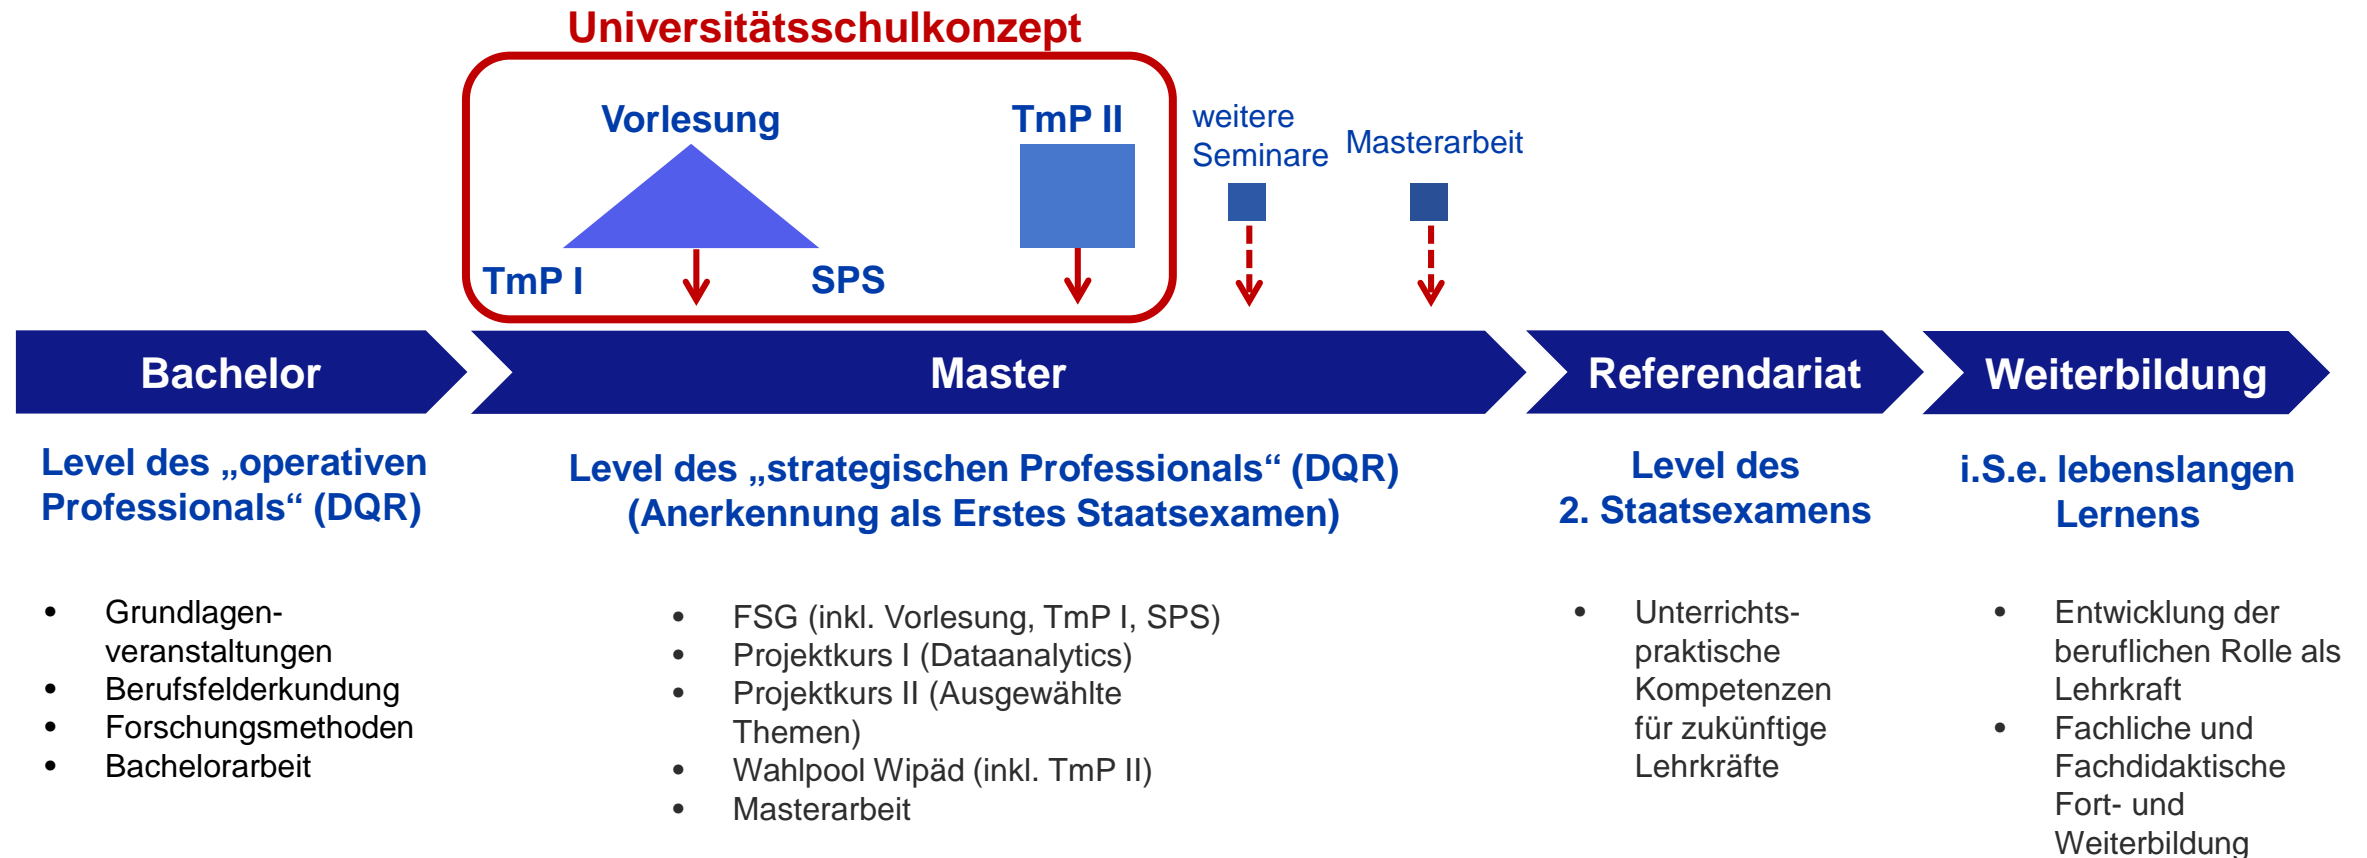 Universitätsschulkonzept
Vorlesung
TmP II
weitere
Seminare
Masterarbeit
TmP I
SPS
Bachelor
Master
Referendariat
Weiterbildung
Level des „operativen
Professionals“ (DQR)
Level des „strategischen Professionals“ (DQR)
(Anerkennung als Erstes Staatsexamen)
Level des
2. Staatsexamens
i.S.e. lebenslangen
Lernens
• Grundlagen-
veranstaltungen
• Berufsfelderkundung
• Forschungsmethoden
• Bachelorarbeit
• FSG (inkl. Vorlesung, TmP I, SPS)
• Projektkurs I (Dataanalytics)
• Projektkurs II (Ausgewählte
Themen)
• Wahlpool Wipäd (inkl. TmP II)
• Masterarbeit
• Unterrichts-
praktische
Kompetenzen
für zukünftige
Lehrkräfte
• Entwicklung der
beruflichen Rolle als
Lehrkraft
• Fachliche und
Fachdidaktische
Fort- und
Weiterbildung